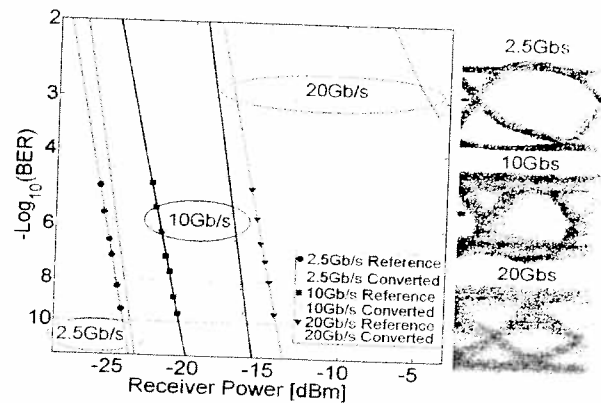 2
3
4
6
8
10
-Log10(BER)
20Gb/s
10Gb/s
2.5Gb/s
2.5Gb/s Reference
2.5Gb/s Converted
10Gb/s Reference
10Gb/s Converted
20Gb/s Reference
20Gb/s Converted
-25
-20
-15
-10
-5
Receiver Power [dBm]
2.5Gbs
10Gbs
20Gbs